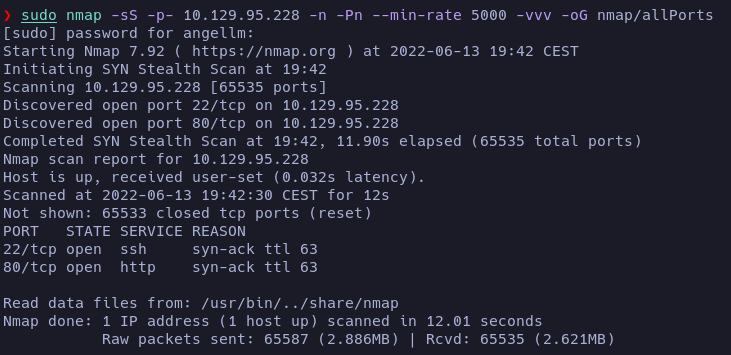 ❯ sudo nmap -sS -p- 10.129.95.228 -n -Pn --min-rate 5000 -vvv -oG nmap/allPorts
[sudo] password for angellm:
Starting Nmap 7.92 ( https://nmap.org ) at 2022-06-13 19:42 CEST
Initiating SYN Stealth Scan at 19:42
Scanning 10.129.95.228 [65535 ports]
Discovered open port 22/tcp on 10.129.95.228
Discovered open port 80/tcp on 10.129.95.228
Completed SYN Stealth Scan at 19:42, 11.90s elapsed (65535 total ports)
Nmap scan report for 10.129.95.228
Host is up, received user-set (0.032s latency).
Scanned at 2022-06-13 19:42:30 CEST for 12s
Not shown: 65533 closed tcp ports (reset)
PORT   STATE SERVICE REASON
22/tcp open  ssh     syn-ack ttl 63
80/tcp open  http    syn-ack ttl 63

Read data files from: /usr/bin/../share/nmap
Nmap done: 1 IP address (1 host up) scanned in 12.01 seconds
           Raw packets sent: 65587 (2.886MB) | Rcvd: 65535 (2.621MB)